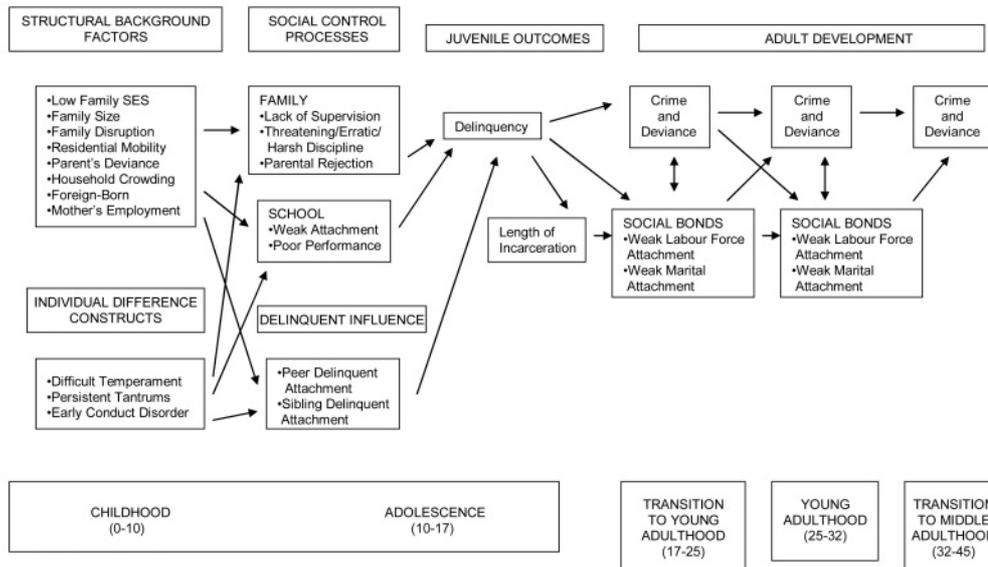 STRUCTURAL BACKGROUND
FACTORS
SOCIAL CONTROL
PROCESSES
JUVENILE OUTCOMES
ADULT DEVELOPMENT
•Low Family SES
•Family Size
•Family Disruption
•Residential Mobility
•Parent's Deviance
•Household Crowding
•Foreign-Born
•Mother's Employment
FAMILY
•Lack of Supervision
•Threatening/Erratic/
Harsh Discipline
•Parental Rejection
SCHOOL
•Weak Attachment
•Poor Performance
Delinquency
Length of
Incarceration
Crime
and
Deviance
Crime
and
Deviance
Crime
and
Deviance
SOCIAL BONDS
•Weak Labour Force
Attachment
•Weak Marital
Attachment
SOCIAL BONDS
•Weak Labour Force
Attachment
•Weak Marital
Attachment
INDIVIDUAL DIFFERENCE
CONSTRUCTS
DELINQUENT INFLUENCE
•Difficult Temperament
•Persistent Tantrums
•Early Conduct Disorder
•Peer Delinquent
Attachment
•Sibling Delinquent
Attachment
CHILDHOOD
(0-10)
ADOLESCENCE
(10-17)
TRANSITION
TO YOUNG
ADULTHOOD
(17-25)
YOUNG
ADULTHOOD
(25-32)
TRANSITION
TO MIDDLE
ADULTHOOD
(32-45)